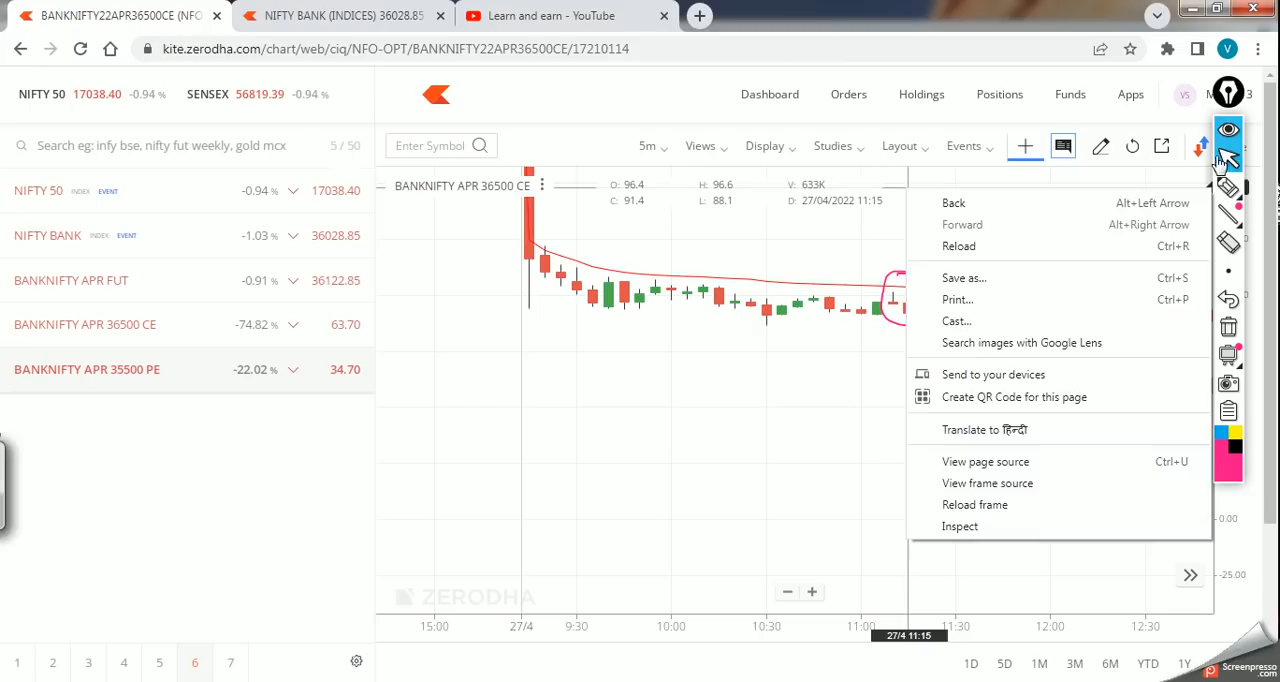 BANKNIFTY22APR36500CE (NFO
NIFTY BANK (INDICES) 36028.85
Learn and earn - YouTube
kite.zerodha.com/chart/web/ciq/NFO-OPT/BANKNIFTY22APR36500CE/17210114
V
NIFTY 50 17038.40 -0.94 %
SENSEX 56819.39 -0.94 %
Dashboard
Orders
Holdings
Positions
Funds
Apps
VS
3
Search eg: infy bse, nifty fut weekly, gold mcx
5 / 50
Enter Symbol
5m
Views
Display
Studies
Layout
Events
NIFTY 50 INDEX EVENT -0.94 % 17038.40
NIFTY BANK INDEX EVENT -1.03 % 36028.85
BANKNIFTY APR FUT -0.91 % 36122.85
BANKNIFTY APR 36500 CE -74.82 % 63.70
BANKNIFTY APR 35500 PE -22.02 % 34.70
BANKNIFTY APR 36500 CE
O: 96.4 H: 96.6 V: 633K
C: 91.4 L: 88.1 D: 27/04/2022 11:15
Back Alt+Left Arrow
Forward Alt+Right Arrow
Reload Ctrl+R
Save as... Ctrl+S
Print... Ctrl+P
Cast...
Search images with Google Lens
Send to your devices
Create QR Code for this page
Translate to हिन्दी
View page source Ctrl+U
View frame source
Reload frame
Inspect
0.00
-25.00
ZERODHA
15:00 27/4 9:30 10:00 10:30 11:00 11:30 12:00 12:30
27/4 11:15
1 2 3 4 5 6 7
1D 5D 1M 3M 6M YTD 1Y
Screenpresso
.com